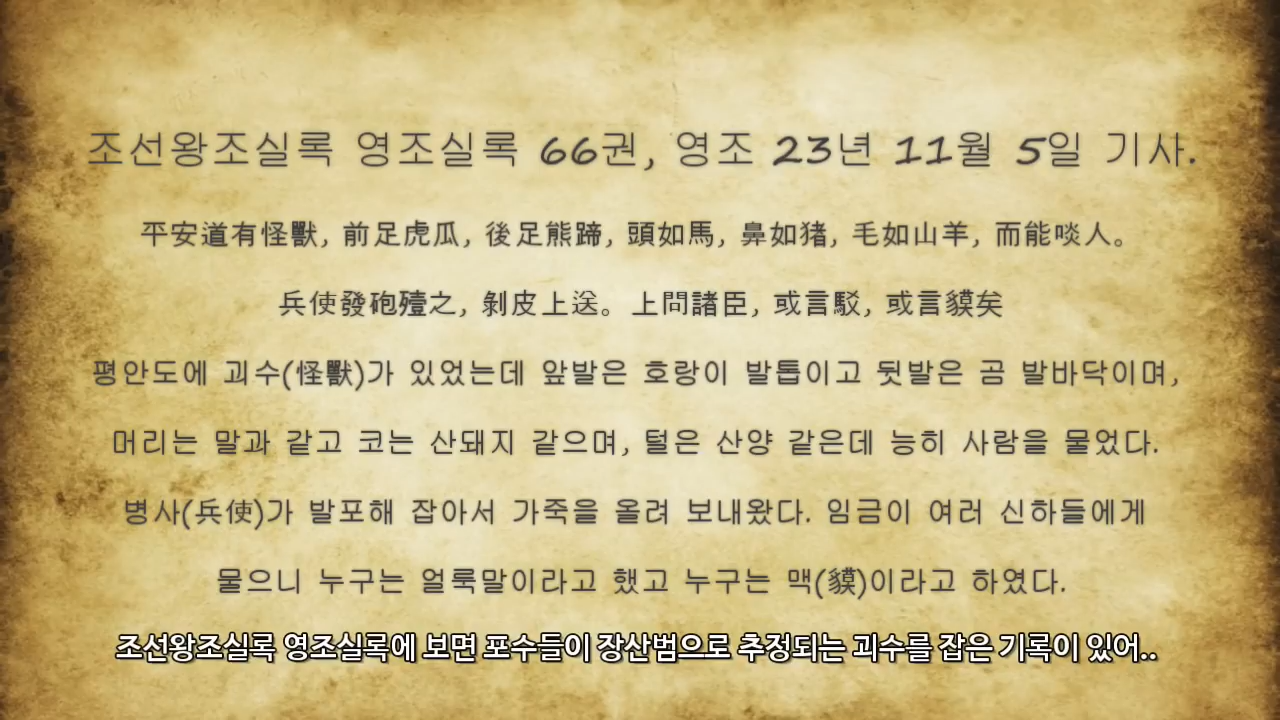 조선왕조실록 영조실록 66권, 영조 23년 11월 5일 기사.
平安道有怪獸, 前足虎瓜, 後足熊蹄, 頭如馬, 鼻如猪, 毛如山羊, 而能啖人。
兵使發砲殪之, 剝皮上送。上問諸臣, 或言駁, 或言貘矣
평안도에 괴수(怪獸)가 있었는데 앞발은 호랑이 발톱이고 뒷발은 곰 발바닥이며,
머리는 말과 같고 코는 산돼지 같으며, 털은 산양 같은데 능히 사람을 물었다.
병사(兵使)가 발포해 잡아서 가죽을 올려 보내왔다. 임금이 여러 신하들에게
물으니 누구는 얼룩말이라고 했고 누구는 맥(貘)이라고 하였다.
조선왕조실록 영조실록에 보면 포수들이 장산범으로 추정되는 괴수를 잡은 기록이 있어..